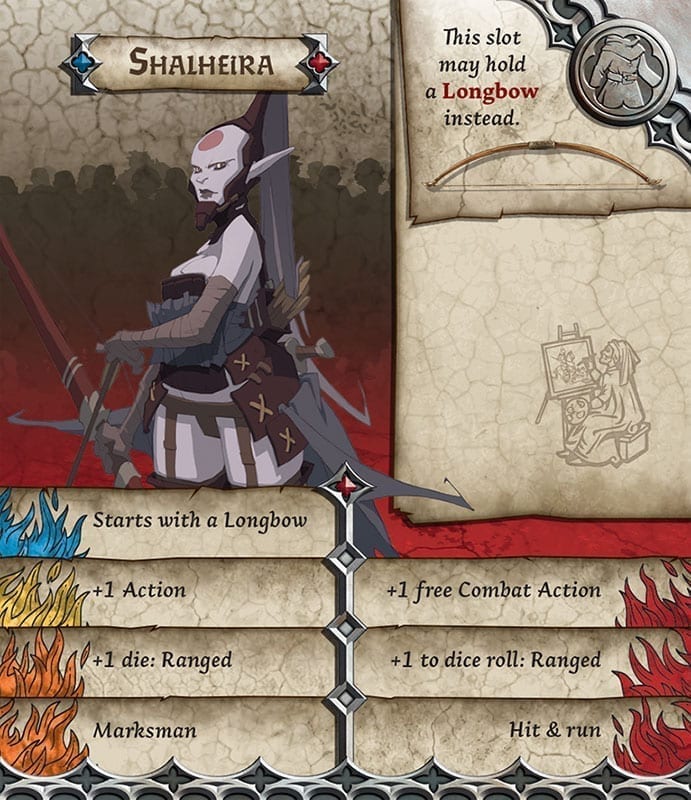 Shalheira
This slot
may hold
a Longbow
instead.
Starts with a Longbow
+1 Action
+1 die: Ranged
Marksman
+1 free Combat Action
+1 to dice roll: Ranged
Hit & run